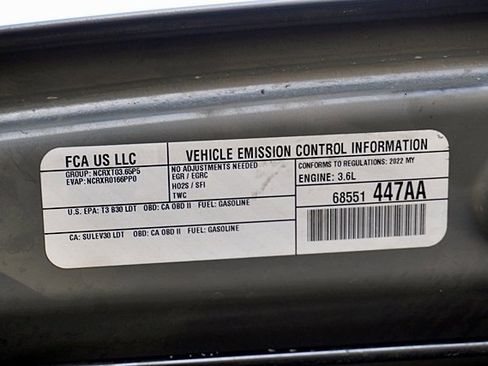 FCA US LLC
GROUP: NCRXT03.65P5
EVAP: NCRXR0166PP0
VEHICLE EMISSION CONTROL INFORMATION
NO ADJUSTMENTS NEEDED
EGR / EGRC
HO2S / SFI
TWC
CONFORMS TO REGULATIONS: 2022 MY
ENGINE: 3.6L
68551 447AA
U.S. EPA: T3 B30 LDT OBD: CA OBD II FUEL: GASOLINE
CA: SULEV30 LDT OBD: CA OBD II FUEL: GASOLINE